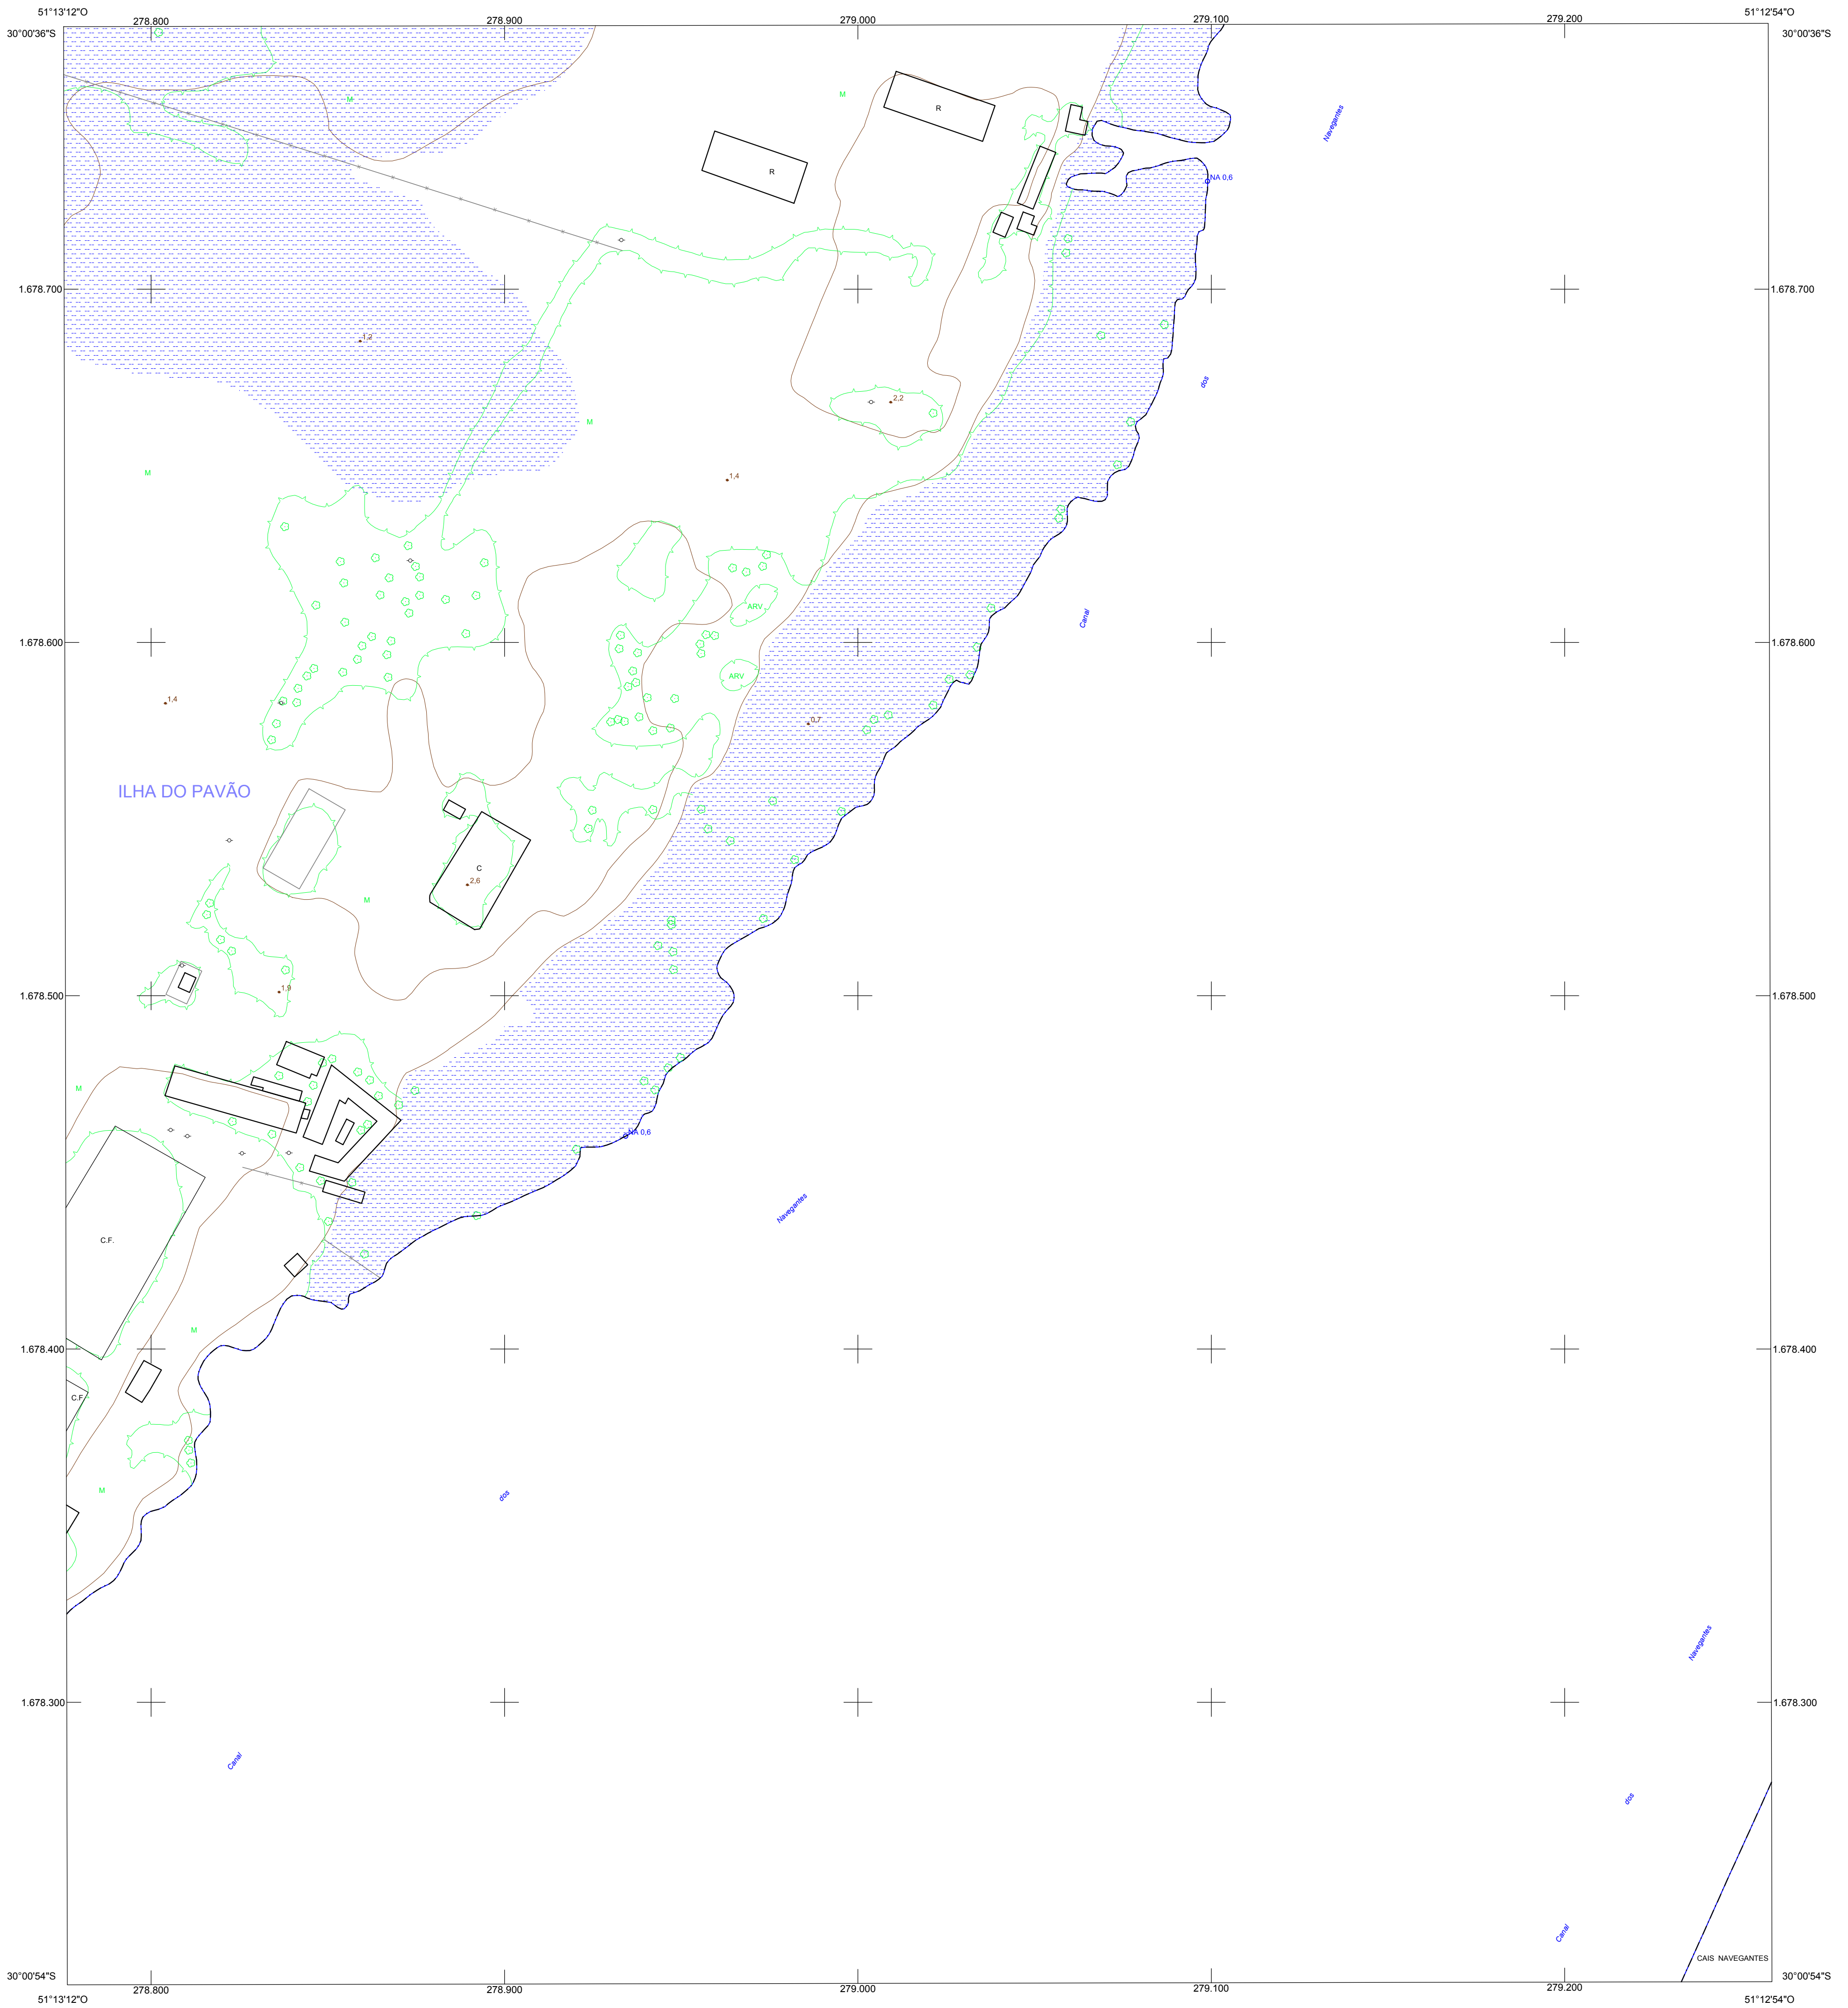 51°13'12"O
278.800
278.900
279.000
279.100
279.200
51°12'54"O
30°00'36"S
30°00'36"S
M
M
R
R
Navegantes
NA 0,6
1.678.700
1.678.700
1,2
dos
2,2
M
M
1,4
ARV
Canal
1.678.600
1.678.600
ARV
1,4
0,7
ILHA DO PAVÃO
C
2,6
M
1,9
1.678.500
1.678.500
M
NA 0,6
Navegantes
C.F.
M
1.678.400
1.678.400
C.F.
M
dos
Navegantes
1.678.300
1.678.300
Canal
dos
Canal
CAIS NAVEGANTES
30°00'54"S
30°00'54"S
278.800
278.900
279.000
279.100
279.200
51°13'12"O
51°12'54"O